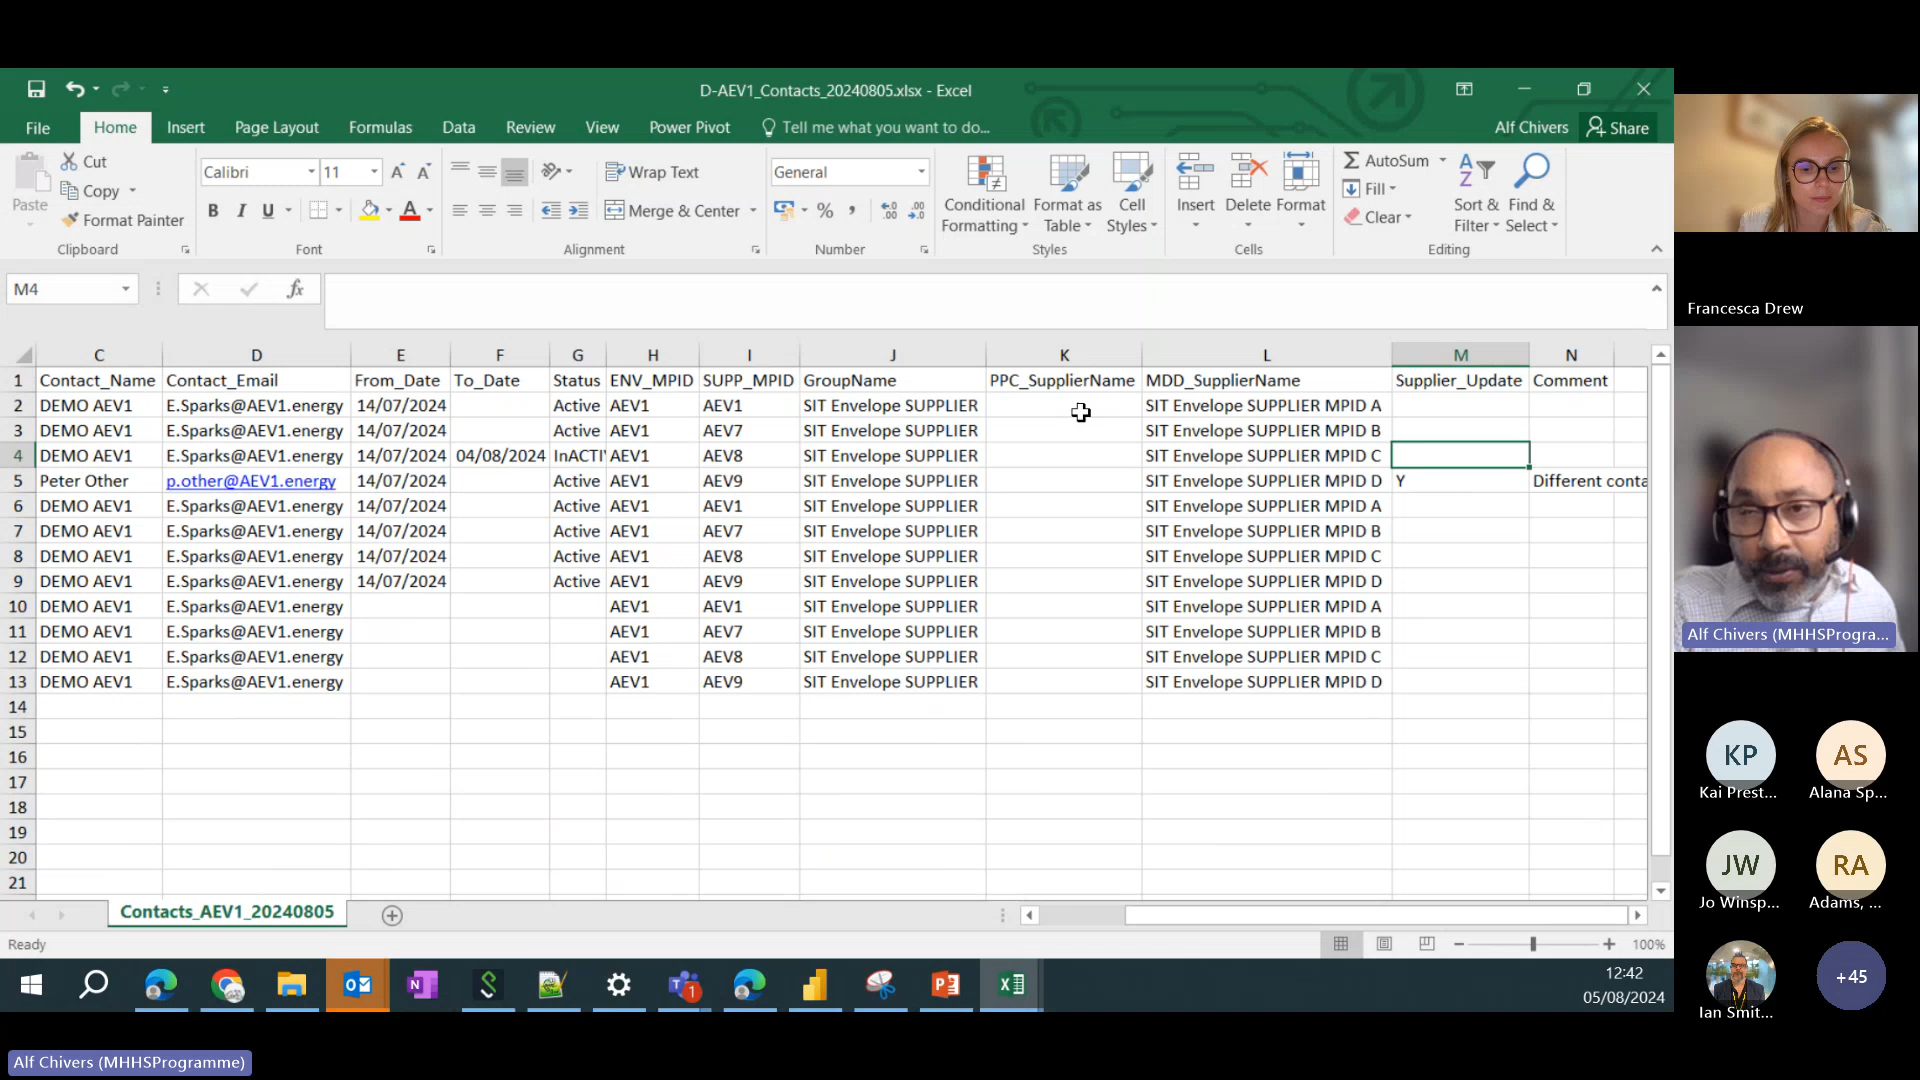 D-AEV1_Contacts_20240805.xlsx - Excel
File Home Insert Page Layout Formulas Data Review View Power Pivot Tell me what you want to do... Alf Chivers Share
Paste Cut Copy Format Painter
Calibri 11
B I U A
Wrap Text
Merge & Center
General
%
Conditional Formatting Format as Table Cell Styles
Insert Delete Format
AutoSum
Fill
Clear
Sort & Filter Find & Select
Clipboard Font Alignment Number Styles Cells Editing
M4 fx
C D E F G H I J K L M N
1 Contact_Name Contact_Email From_Date To_Date Status ENV_MPID SUPP_MPID GroupName PPC_SupplierName MDD_SupplierName Supplier_Update Comment
2 DEMO AEV1 E.Sparks@AEV1.energy 14/07/2024 Active AEV1 AEV1 SIT Envelope SUPPLIER SIT Envelope SUPPLIER MPID A
3 DEMO AEV1 E.Sparks@AEV1.energy 14/07/2024 Active AEV1 AEV7 SIT Envelope SUPPLIER SIT Envelope SUPPLIER MPID B
4 DEMO AEV1 E.Sparks@AEV1.energy 14/07/2024 04/08/2024 InACTI AEV1 AEV8 SIT Envelope SUPPLIER SIT Envelope SUPPLIER MPID C
5 Peter Other p.other@AEV1.energy 14/07/2024 Active AEV1 AEV9 SIT Envelope SUPPLIER SIT Envelope SUPPLIER MPID D Y Different conta
6 DEMO AEV1 E.Sparks@AEV1.energy 14/07/2024 Active AEV1 AEV1 SIT Envelope SUPPLIER SIT Envelope SUPPLIER MPID A
7 DEMO AEV1 E.Sparks@AEV1.energy 14/07/2024 Active AEV1 AEV7 SIT Envelope SUPPLIER SIT Envelope SUPPLIER MPID B
8 DEMO AEV1 E.Sparks@AEV1.energy 14/07/2024 Active AEV1 AEV8 SIT Envelope SUPPLIER SIT Envelope SUPPLIER MPID C
9 DEMO AEV1 E.Sparks@AEV1.energy 14/07/2024 Active AEV1 AEV9 SIT Envelope SUPPLIER SIT Envelope SUPPLIER MPID D
10 DEMO AEV1 E.Sparks@AEV1.energy AEV1 AEV1 SIT Envelope SUPPLIER SIT Envelope SUPPLIER MPID A
11 DEMO AEV1 E.Sparks@AEV1.energy AEV1 AEV7 SIT Envelope SUPPLIER SIT Envelope SUPPLIER MPID B
12 DEMO AEV1 E.Sparks@AEV1.energy AEV1 AEV8 SIT Envelope SUPPLIER SIT Envelope SUPPLIER MPID C
13 DEMO AEV1 E.Sparks@AEV1.energy AEV1 AEV9 SIT Envelope SUPPLIER SIT Envelope SUPPLIER MPID D
14
15
16
17
18
19
20
21
Contacts_AEV1_20240805
Ready 100%
12:42
05/08/2024
Francesca Drew
Alf Chivers (MHHSProgra...
KP AS
Kai Prest... Alana Sp...
JW RA
Jo Winsp... Adams, ...
+45
Ian Smit...
Alf Chivers (MHHSProgramme)